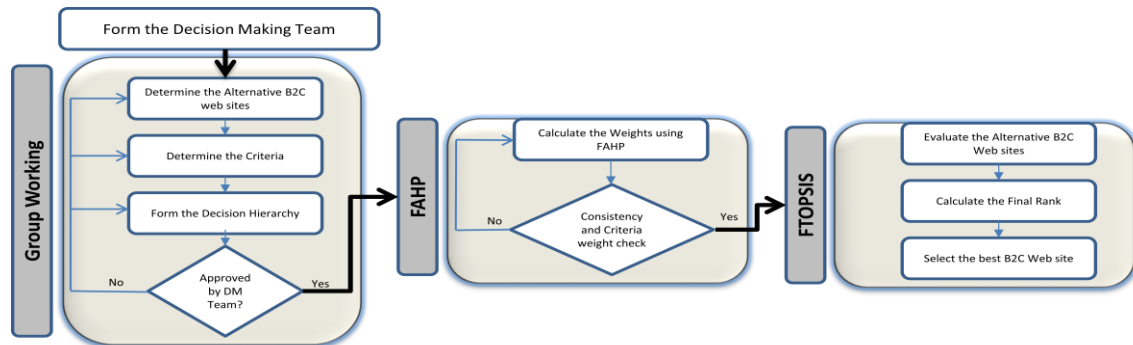 Form the Decision Making Team
Group Working
Determine the Alternative B2C
web sites
Determine the Criteria
Form the Decision Hierarchy
Approved
by DM
Team?
No
Yes
FAHP
Calculate the Weights using
FAHP
Consistency
and Criteria
weight check
No
Yes
FTOPSIS
Evaluate the Alternative B2C
Web sites
Calculate the Final Rank
Select the best B2C Web site